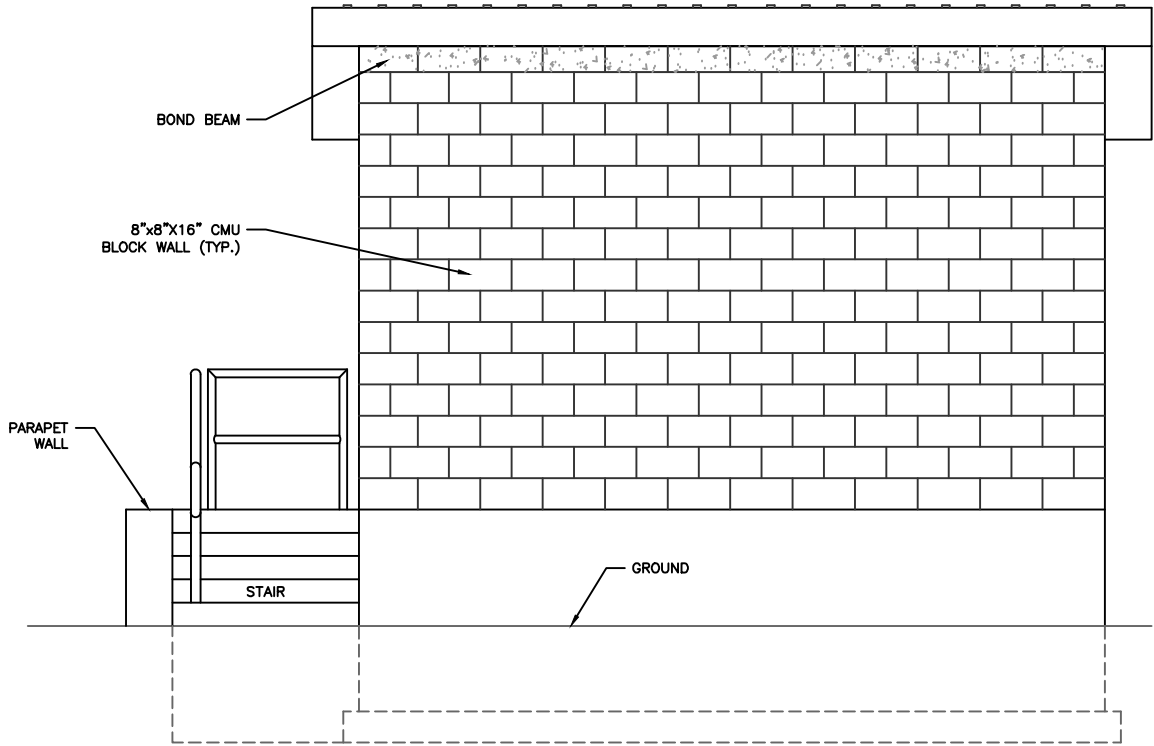 BOND BEAM
8"x8"X16" CMU
BLOCK WALL (TYP.)
PARAPET
WALL
GROUND
STAIR